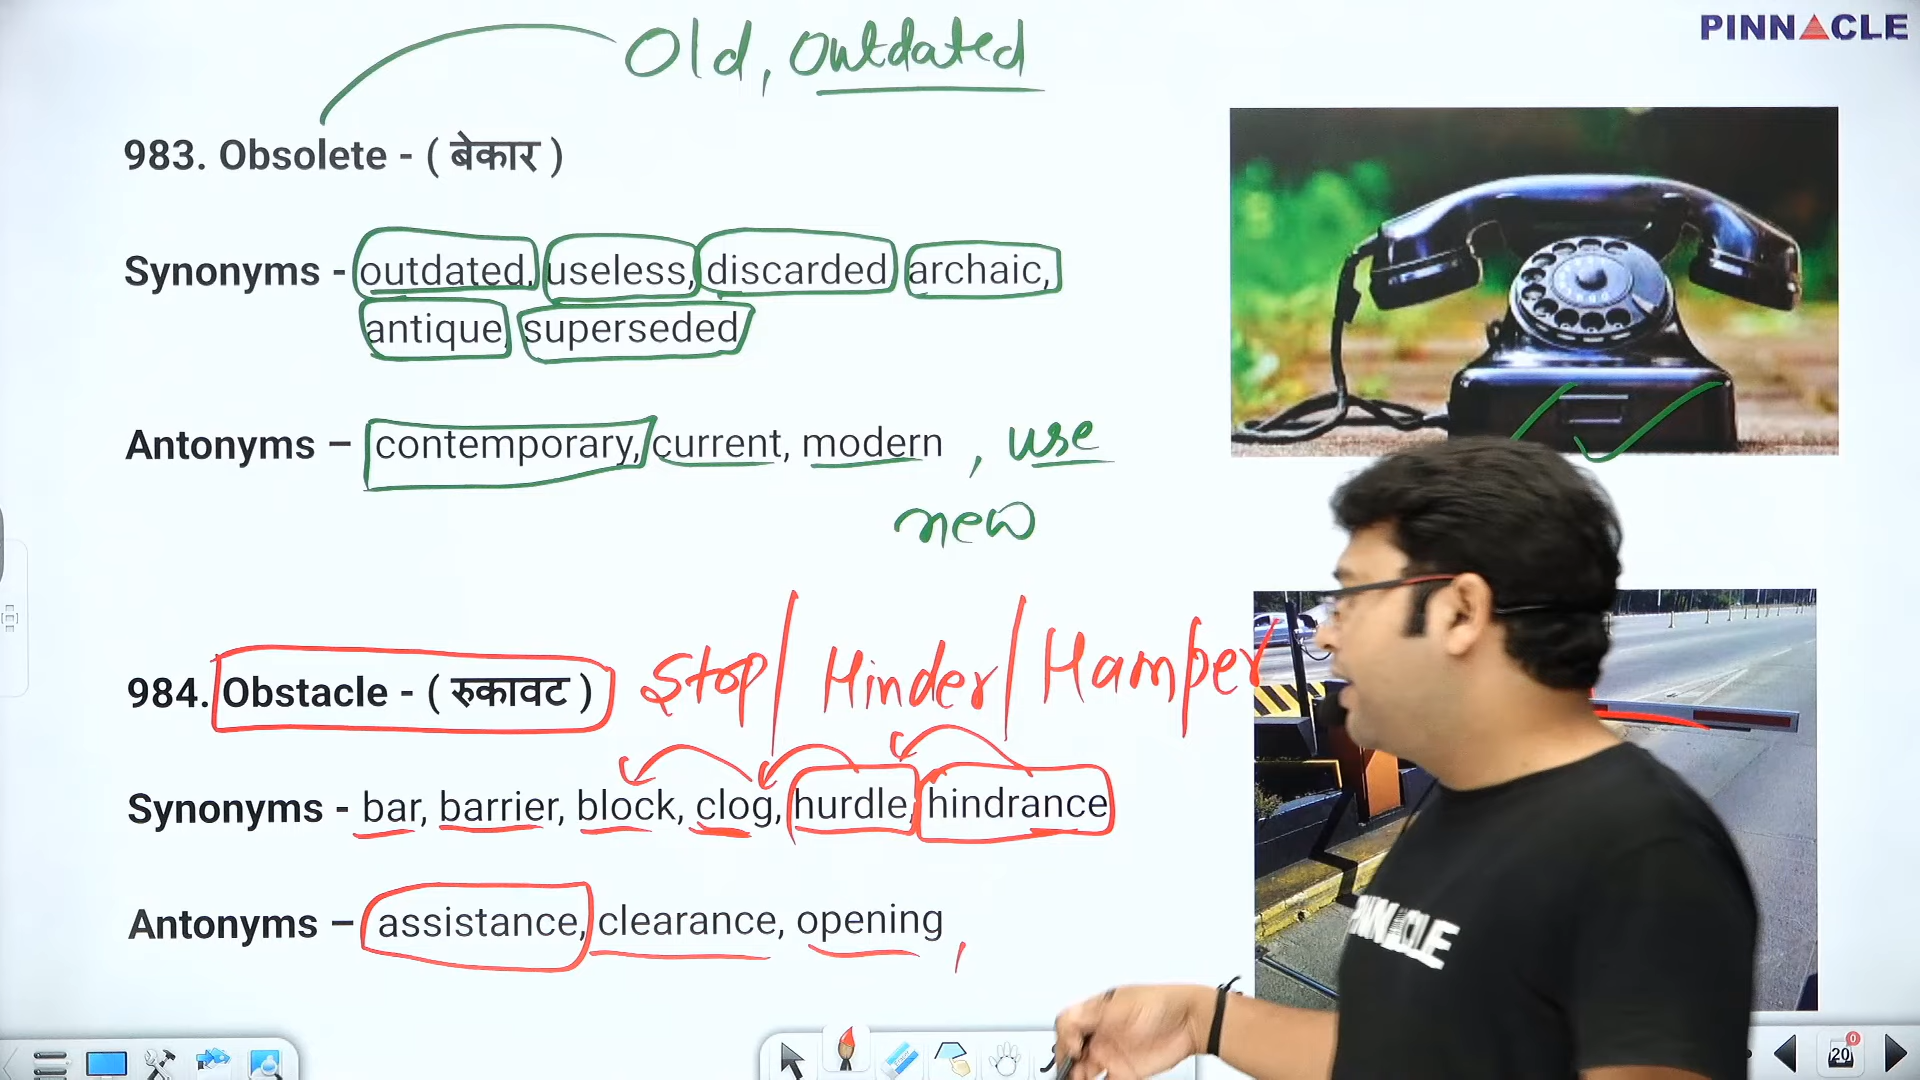 Old, Outdated
PINNACLE
983. Obsolete - ( बेकार )
Synonyms - outdated, useless, discarded archaic,
antique, superseded
Antonyms – contemporary, current, modern , use
new
984. Obstacle - ( रुकावट ) Stop/ Hinder/ Hamper
Synonyms - bar, barrier, block, clog, hurdle, hindrance
Antonyms – assistance, clearance, opening ,
PINNACLE
20
0